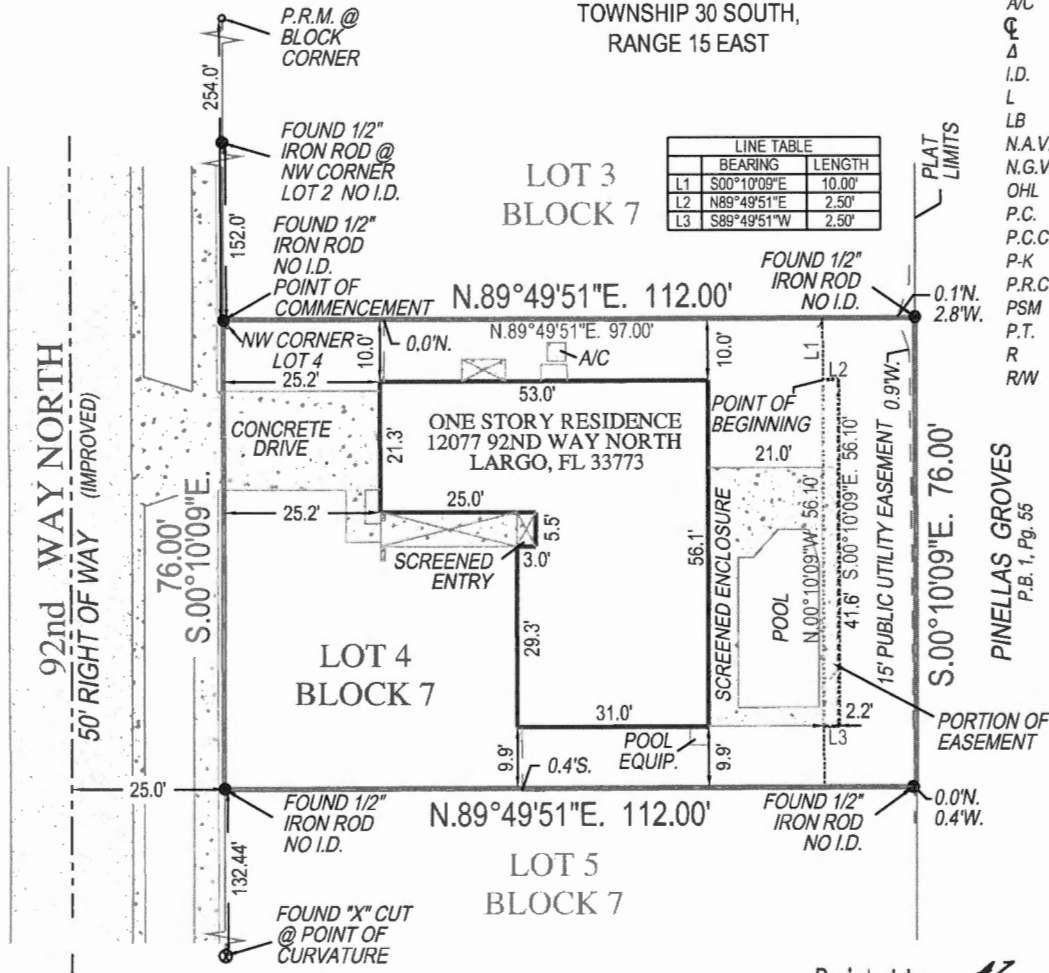 P.R.M. @
BLOCK
CORNER
TOWNSHIP 30 SOUTH,
RANGE 15 EAST
A/C
℄
Δ
I.D.
L
LB
N.A.V.
N.G.V
OHL
P.C.
P.C.C
P-K
P.R.C
PSM
P.T.
R
R/W
254.0'
FOUND 1/2"
IRON ROD @
NW CORNER
LOT 2 NO I.D.
LOT 3
BLOCK 7
LINE TABLE
BEARING LENGTH
L1 S00°10'09"E 10.00'
L2 N89°49'51"E 2.50'
L3 S89°49'51"W 2.50'
PLAT
LIMITS
152.0'
FOUND 1/2"
IRON ROD
NO I.D.
POINT OF
COMMENCEMENT
N.89°49'51"E. 112.00'
FOUND 1/2"
IRON ROD
NO I.D.
0.1'N.
2.8'W.
N.89°49'51"E. 97.00'
NW CORNER
LOT 4
0.0'N.
10.0'
A/C
10.0'
L1
L2
0.9'W.
25.2'
53.0'
POINT OF
BEGINNING
CONCRETE
DRIVE
ONE STORY RESIDENCE
12077 92ND WAY NORTH
LARGO, FL 33773
21.3'
21.0'
92nd WAY NORTH
50' RIGHT OF WAY (IMPROVED)
76.00'
S.00°10'09"E.
25.2'
25.0'
5.5'
3.0'
SCREENED
ENTRY
56.1'
SCREENED ENCLOSURE
POOL
N.00°10'09"W 56.10'
41.6' S.00°10'09"E. 56.10'
15' PUBLIC UTILITY EASEMENT
S.00°10'09"E. 76.00'
PINELLAS GROVES
P.B. 1, Pg. 55
29.3'
LOT 4
BLOCK 7
31.0'
2.2'
L3
PORTION OF
EASEMENT
POOL
EQUIP.
9.9'
0.4'S.
9.9'
25.0'
FOUND 1/2"
IRON ROD
NO I.D.
N.89°49'51"E. 112.00'
FOUND 1/2"
IRON ROD
NO I.D.
0.0'N.
0.4'W.
132.44'
LOT 5
BLOCK 7
FOUND "X" CUT
@ POINT OF
CURVATURE